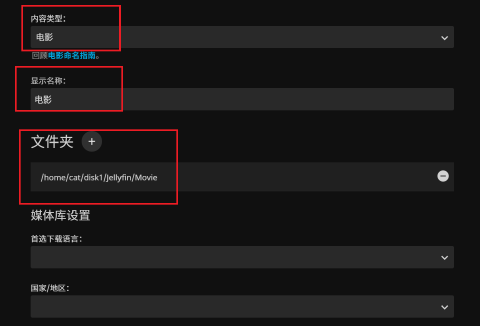 内容类型：
电影
回顾电影命名指南。
显示名称：
电影
文件夹
/home/cat/disk1/jellyfin/Movie
媒体库设置
首选下载语言：
国家/地区：